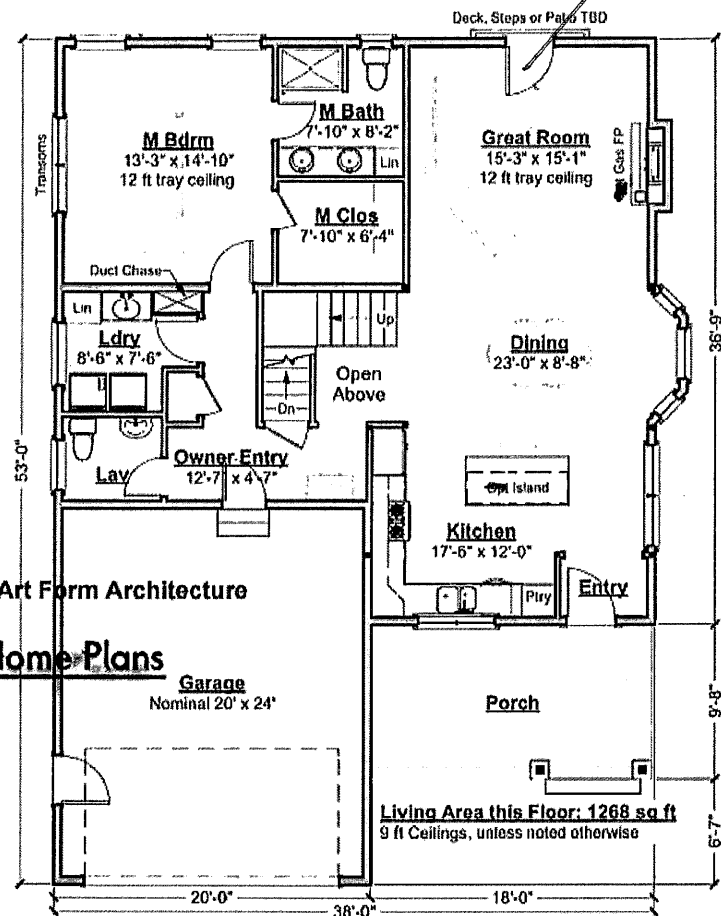 Deck, Steps or Patio TBD
Transoms
M Bdrm
13'-3" x 14'-10"
12 ft tray ceiling
M Bath
7'-10" x 8'-2"
Lin
Great Room
15'-3" x 15'-1"
12 ft tray ceiling
Gas FP
M Clos
7'-10" x 6'-4"
Duct Chase
Lin
Ldry
8'-6" x 7'-6"
Up
Dn
Open
Above
Dining
23'-0" x 8'-8"
36'-9"
53'-0"
Lav
Owner Entry
12'-7" x 4'-7"
Island
Kitchen
17'-6" x 12'-0"
Ptry
Entry
Art Form Architecture
Home Plans
Garage
Nominal 20' x 24'
Porch
9'-8"
Living Area this Floor: 1268 sq ft
9 ft Ceilings, unless noted otherwise
6'-7"
20'-0"
18'-0"
38'-0"